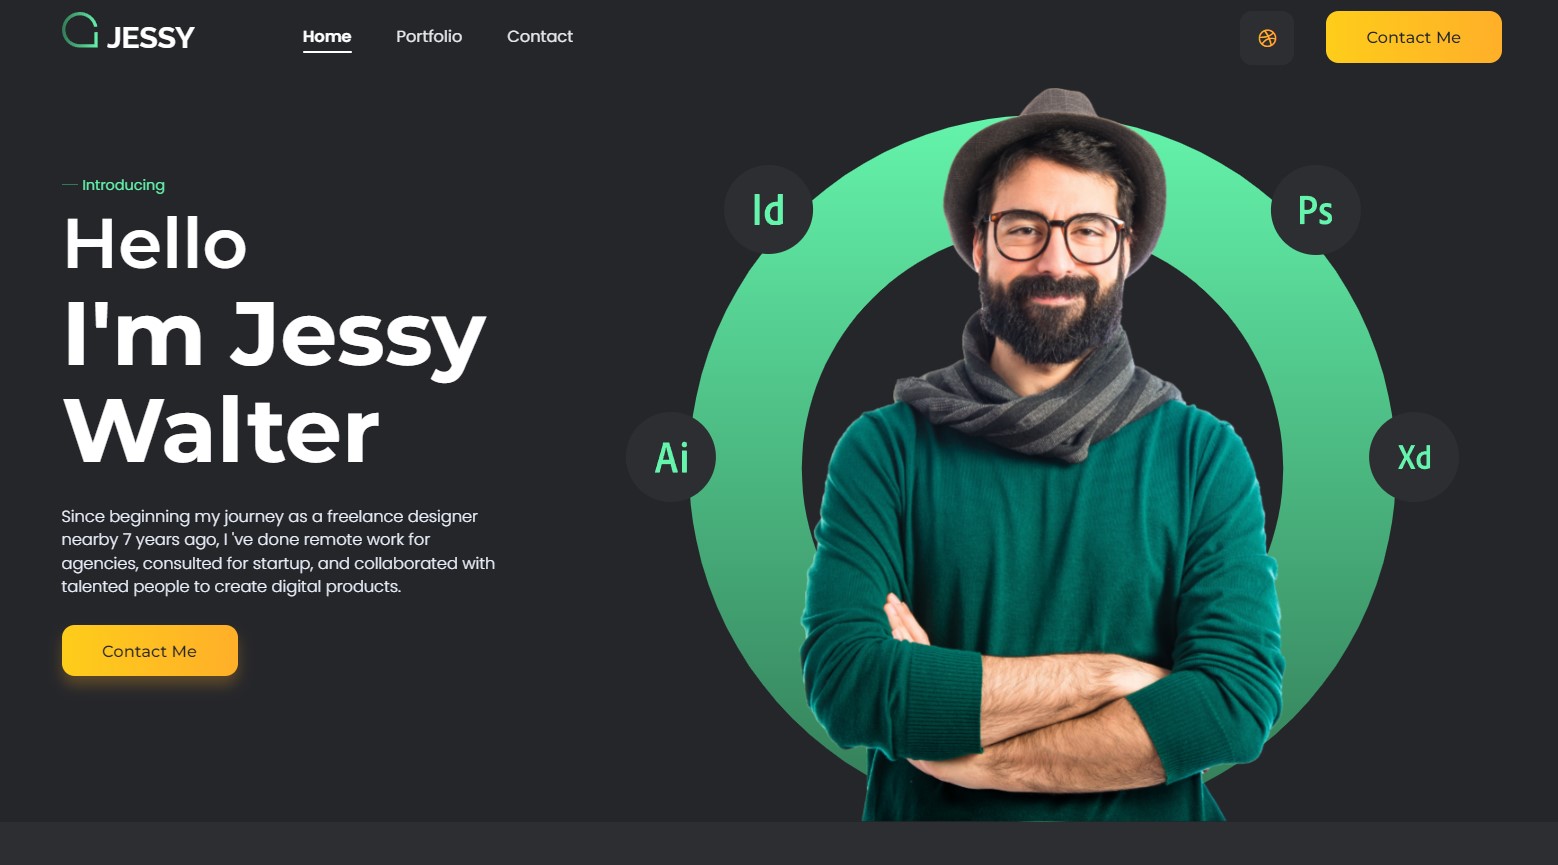 JESSY
Home
Portfolio
Contact
Contact Me
Introducing
Hello
I'm Jessy
Walter
Since beginning my journey as a freelance designer
nearby 7 years ago, I 've done remote work for
agencies, consulted for startup, and collaborated with
talented people to create digital products.
Contact Me
Id
Ps
Ai
Xd